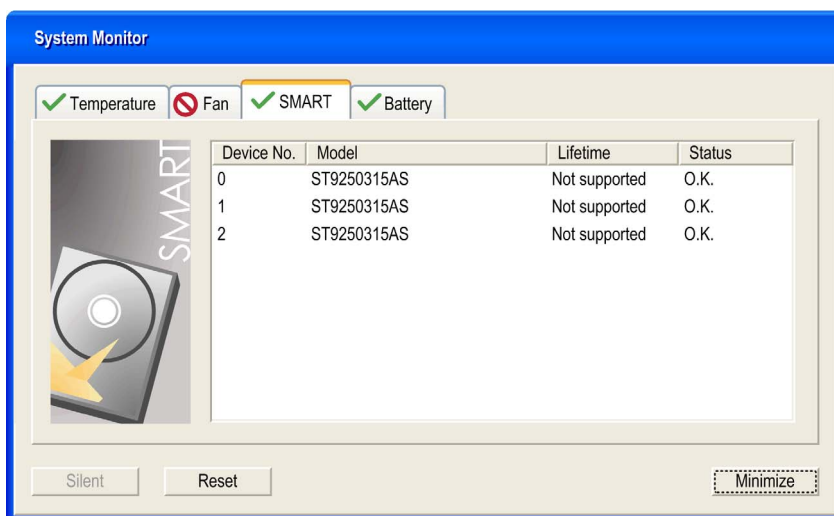 System Monitor
Temperature Fan SMART Battery
SMART
Device No. Model Lifetime Status
0 ST9250315AS Not supported O.K.
1 ST9250315AS Not supported O.K.
2 ST9250315AS Not supported O.K.
Silent Reset Minimize